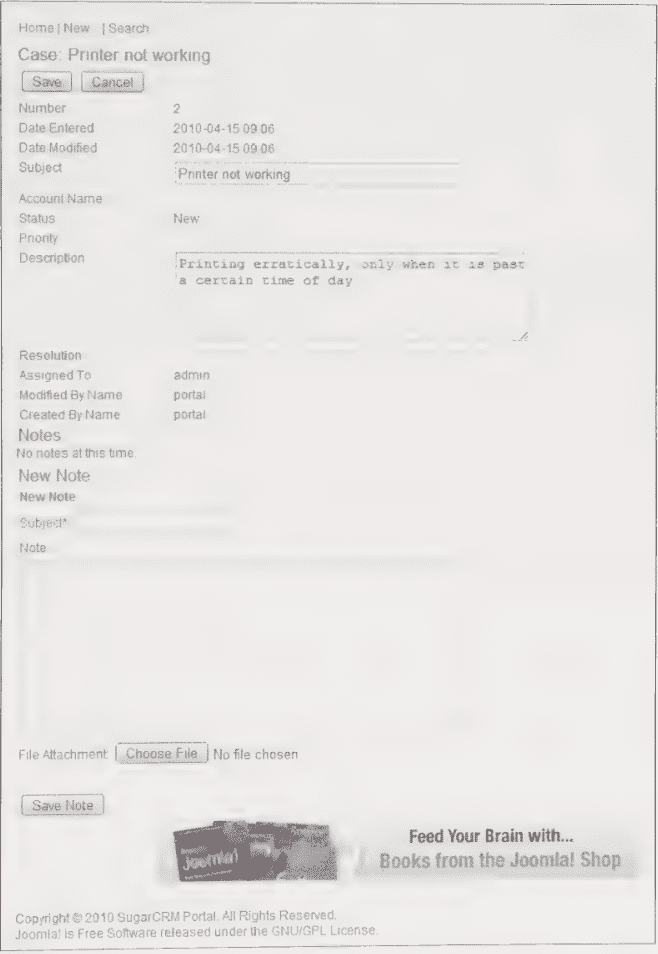 Home | New | Search
Case: Printer not working
Save Cancel
Number 2
Date Entered 2010-04-15 09:06
Date Modified 2010-04-15 09:06
Subject Printer not working
Account Name
Status New
Priority
Description Printing erratically, only when it is past
a certain time of day
Resolution
Assigned To admin
Modified By Name portal
Created By Name portal
Notes
No notes at this time.
New Note
New Note
Subject*
Note
File Attachment Choose File No file chosen
Save Note
Joomla!
Feed Your Brain with...
Books from the Joomla! Shop
Copyright © 2010 SugarCRM Portal. All Rights Reserved.
Joomla! is Free Software released under the GNU/GPL License.